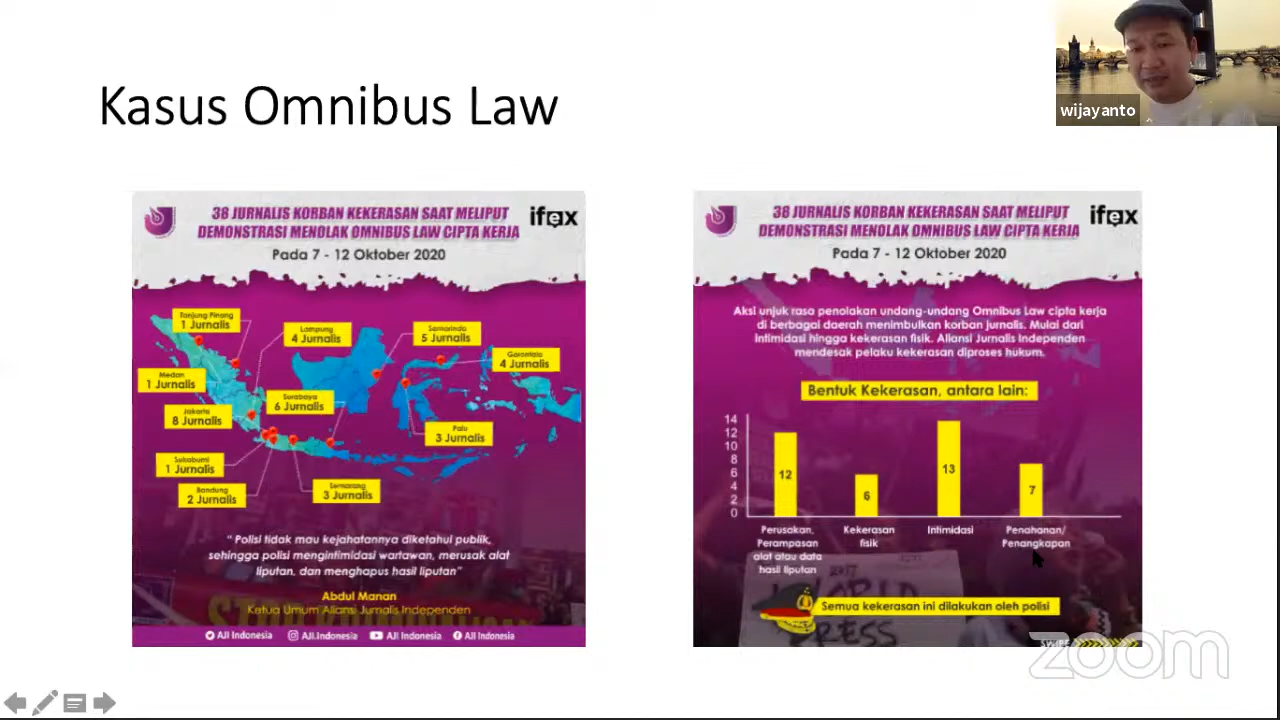 wijayanto
Kasus Omnibus Law
38 JURNALIS KORBAN KEKERASAN SAAT MELIPUT
DEMONSTRASI MENOLAK OMNIBUS LAW CIPTA KERJA
ifex
Pada 7 - 12 Oktober 2020
Tanjung Pinang
1 Jurnalis
Lampung
4 Jurnalis
Samarinda
5 Jurnalis
Gorontalo
4 Jurnalis
Medan
1 Jurnalis
Surabaya
6 Jurnalis
Jakarta
8 Jurnalis
Palu
3 Jurnalis
Sukabumi
1 Jurnalis
Bandung
2 Jurnalis
Semarang
3 Jurnalis
“ Polisi tidak mau kejahatannya diketahui publik,
sehingga polisi mengintimidasi wartawan, merusak alat
liputan, dan menghapus hasil liputan”
Abdul Manan
Ketua Umum Aliansi Jurnalis Independen
AJI Indonesia AJI.Indonesia AJI Indonesia AJI Indonesia
38 JURNALIS KORBAN KEKERASAN SAAT MELIPUT
DEMONSTRASI MENOLAK OMNIBUS LAW CIPTA KERJA
ifex
Pada 7 - 12 Oktober 2020
Aksi unjuk rasa penolakan undang-undang Omnibus Law cipta kerja
di berbagai daerah menimbulkan korban jurnalis. Mulai dari
intimidasi hingga kekerasan fisik. Aliansi Jurnalis Independen
mendesak pelaku kekerasan diproses hukum.
Bentuk Kekerasan, antara lain:
14
12
10
8
6
4
2
0
12
6
13
7
Perusakan,
Perampasan
alat atau data
hasil liputan
Kekerasan
fisik
Intimidasi
Penahanan/
Penangkapan
2017
WORLD
PRESS
Semua kekerasan ini dilakukan oleh polisi
SWIPE
zoom